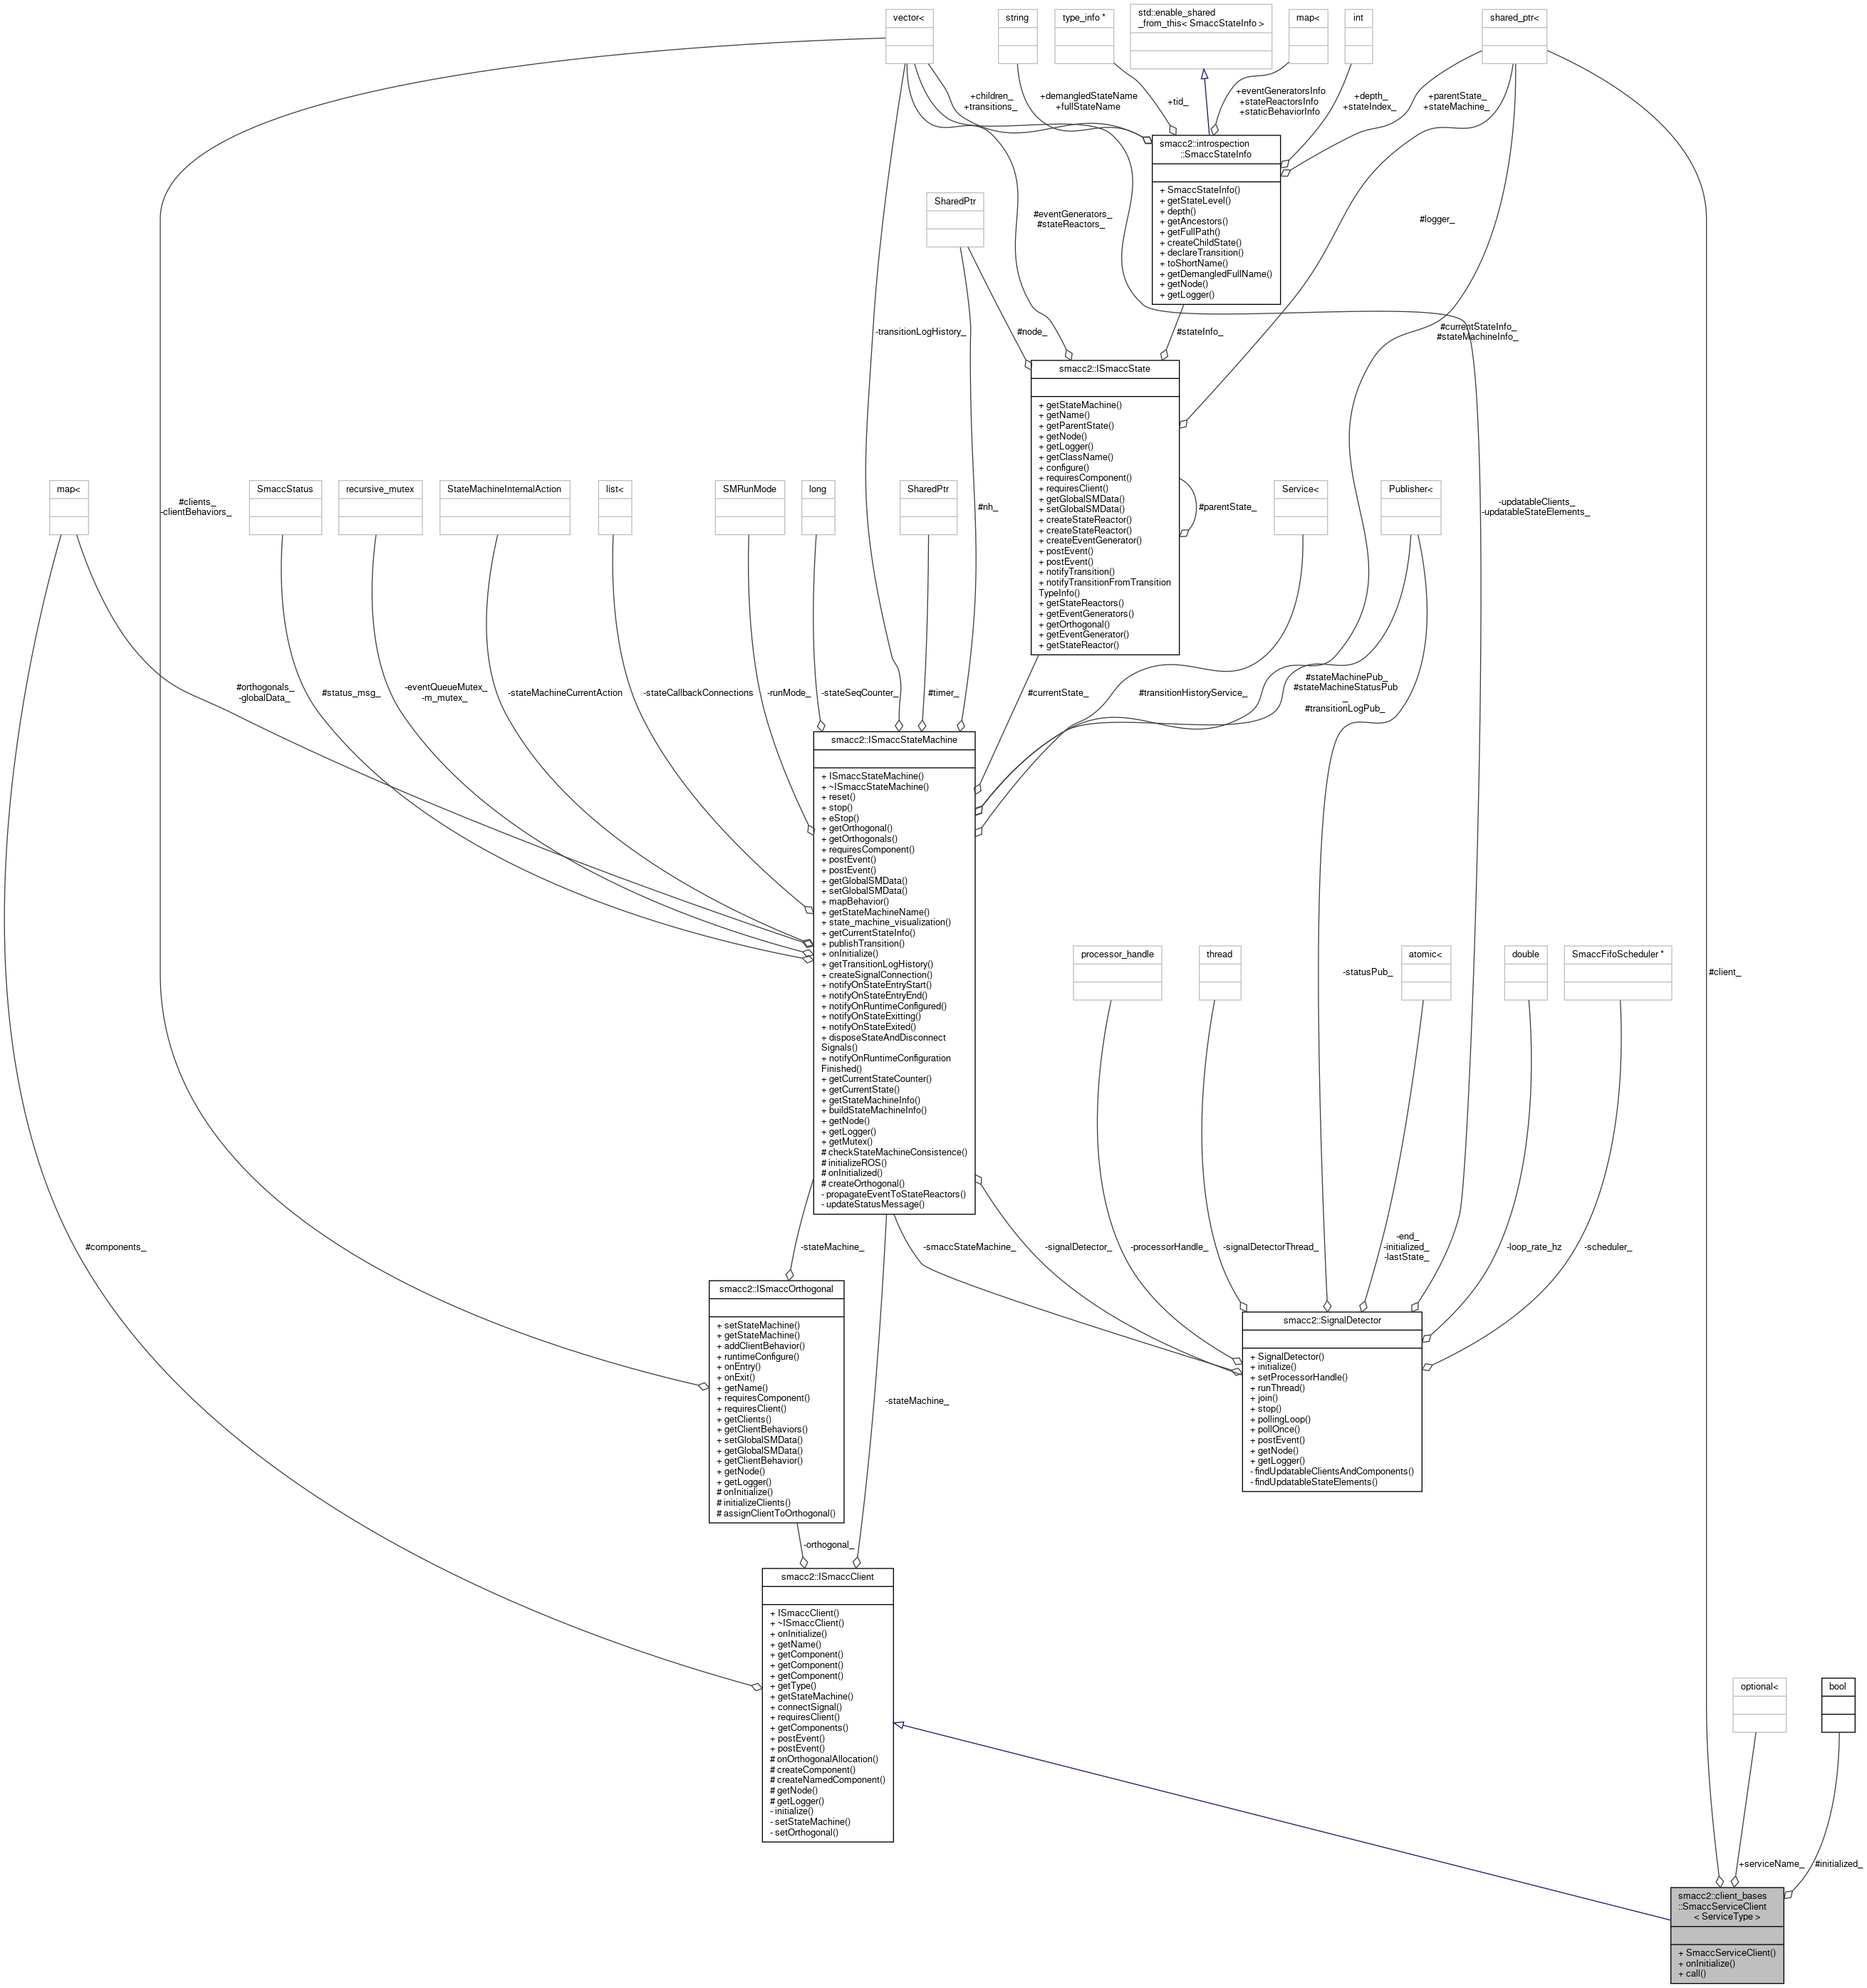 vector<
string
type_info *
std::enable_shared
_from_this< SmaccStateInfo >
map<
int
shared_ptr<
+children_
+transitions_
+demangledStateName
+fullStateName
+tid_
+eventGeneratorsInfo
+stateReactorsInfo
+staticBehaviorInfo
+depth_
+stateIndex_
+parentState_
+stateMachine_
smacc2::introspection
::SmaccStateInfo
+ SmaccStateInfo()
+ getStateLevel()
+ depth()
+ getAncestors()
+ getFullPath()
+ createChildState()
+ declareTransition()
+ toShortName()
+ getDemangledFullName()
+ getNode()
+ getLogger()
SharedPtr
#eventGenerators_
#stateReactors_
#logger_
-transitionLogHistory_
#node_
#stateInfo_
#currentStateInfo_
#stateMachineInfo_
smacc2::ISmaccState
+ getStateMachine()
+ getName()
+ getParentState()
+ getNode()
+ getLogger()
+ getClassName()
+ configure()
+ requiresComponent()
+ requiresClient()
+ getGlobalSMData()
+ setGlobalSMData()
+ createStateReactor()
+ createStateReactor()
+ createEventGenerator()
+ postEvent()
+ postEvent()
+ notifyTransition()
+ notifyTransitionFromTransition
TypeInfo()
+ getStateReactors()
+ getEventGenerators()
+ getOrthogonal()
+ getEventGenerator()
+ getStateReactor()
map<
#clients_
-clientBehaviors_
SmaccStatus
recursive_mutex
StateMachineInternalAction
list<
SMRunMode
long
SharedPtr
#nh_
#parentState_
Service<
Publisher<
-updatableClients_
-updatableStateElements_
#orthogonals_
-globalData_
#status_msg_
-eventQueueMutex_
-m_mutex_
-stateMachineCurrentAction
-stateCallbackConnections
-runMode_
-stateSeqCounter_
#timer_
#currentState_
#transitionHistoryService_
#stateMachinePub_
#stateMachineStatusPub
_
#transitionLogPub_
smacc2::ISmaccStateMachine
+ ISmaccStateMachine()
+ ~ISmaccStateMachine()
+ reset()
+ stop()
+ eStop()
+ getOrthogonal()
+ getOrthogonals()
+ requiresComponent()
+ postEvent()
+ postEvent()
+ getGlobalSMData()
+ setGlobalSMData()
+ mapBehavior()
+ getStateMachineName()
+ state_machine_visualization()
+ getCurrentStateInfo()
+ publishTransition()
+ onInitialize()
+ getTransitionLogHistory()
+ createSignalConnection()
+ notifyOnStateEntryStart()
+ notifyOnStateEntryEnd()
+ notifyOnRuntimeConfigured()
+ notifyOnStateExitting()
+ notifyOnStateExited()
+ disposeStateAndDisconnect
Signals()
+ notifyOnRuntimeConfiguration
Finished()
+ getCurrentStateCounter()
+ getCurrentState()
+ getStateMachineInfo()
+ buildStateMachineInfo()
+ getNode()
+ getLogger()
+ getMutex()
# checkStateMachineConsistence()
# initializeROS()
# onInitialized()
# createOrthogonal()
- propagateEventToStateReactors()
- updateStatusMessage()
processor_handle
thread
-statusPub_
atomic<
double
SmaccFifoScheduler *
#client_
#components_
-stateMachine_
-smaccStateMachine_
-signalDetector_
-processorHandle_
-signalDetectorThread_
-end_
-initialized_
-lastState_
-loop_rate_hz
-scheduler_
smacc2::ISmaccOrthogonal
+ setStateMachine()
+ getStateMachine()
+ addClientBehavior()
+ runtimeConfigure()
+ onEntry()
+ onExit()
+ getName()
+ requiresComponent()
+ requiresClient()
+ getClients()
+ getClientBehaviors()
+ setGlobalSMData()
+ getGlobalSMData()
+ getClientBehavior()
+ getNode()
+ getLogger()
# onInitialize()
# initializeClients()
# assignClientToOrthogonal()
-stateMachine_
smacc2::SignalDetector
+ SignalDetector()
+ initialize()
+ setProcessorHandle()
+ runThread()
+ join()
+ stop()
+ pollingLoop()
+ pollOnce()
+ postEvent()
+ getNode()
+ getLogger()
- findUpdatableClientsAndComponents()
- findUpdatableStateElements()
-orthogonal_
smacc2::ISmaccClient
+ ISmaccClient()
+ ~ISmaccClient()
+ onInitialize()
+ getName()
+ getComponent()
+ getComponent()
+ getComponent()
+ getType()
+ getStateMachine()
+ connectSignal()
+ requiresClient()
+ getComponents()
+ postEvent()
+ postEvent()
# onOrthogonalAllocation()
# createComponent()
# createNamedComponent()
# getNode()
# getLogger()
- initialize()
- setStateMachine()
- setOrthogonal()
optional<
bool
+serviceName_
#initialized_
smacc2::client_bases
::SmaccServiceClient
< ServiceType >
+ SmaccServiceClient()
+ onInitialize()
+ call()